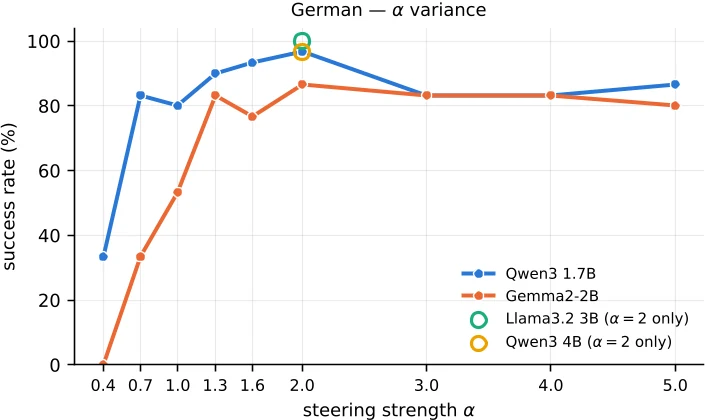 German — α variance
success rate (%)
100
80
60
40
20
0
0.4 0.7 1.0 1.3 1.6 2.0 3.0 4.0 5.0
steering strength α
Qwen3 1.7B
Gemma2-2B
Llama3.2 3B (α = 2 only)
Qwen3 4B (α = 2 only)